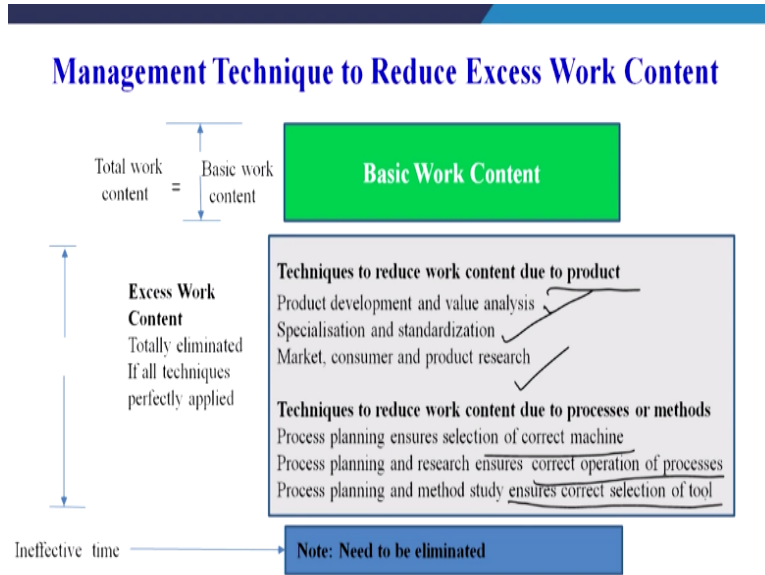 Management Technique to Reduce Excess Work Content
Total work
content
=
Basic work
content
Basic Work Content
Excess Work
Content
Totally eliminated
If all techniques
perfectly applied
Techniques to reduce work content due to product
Product development and value analysis
Specialisation and standardization
Market, consumer and product research
Techniques to reduce work content due to processes or methods
Process planning ensures selection of correct machine
Process planning and research ensures correct operation of processes
Process planning and method study ensures correct selection of tool
Ineffective time
Note: Need to be eliminated